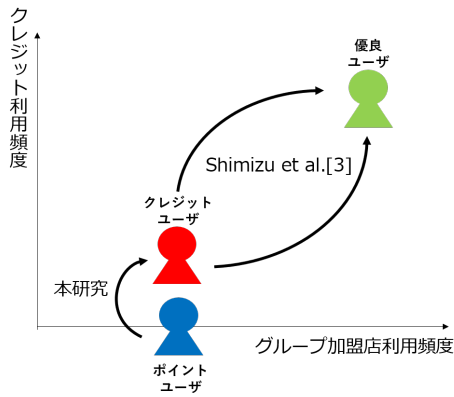 クレジット利用頻度
優良
ユーザ
Shimizu et al.[3]
クレジット
ユーザ
本研究
グループ加盟店利用頻度
ポイント
ユーザ